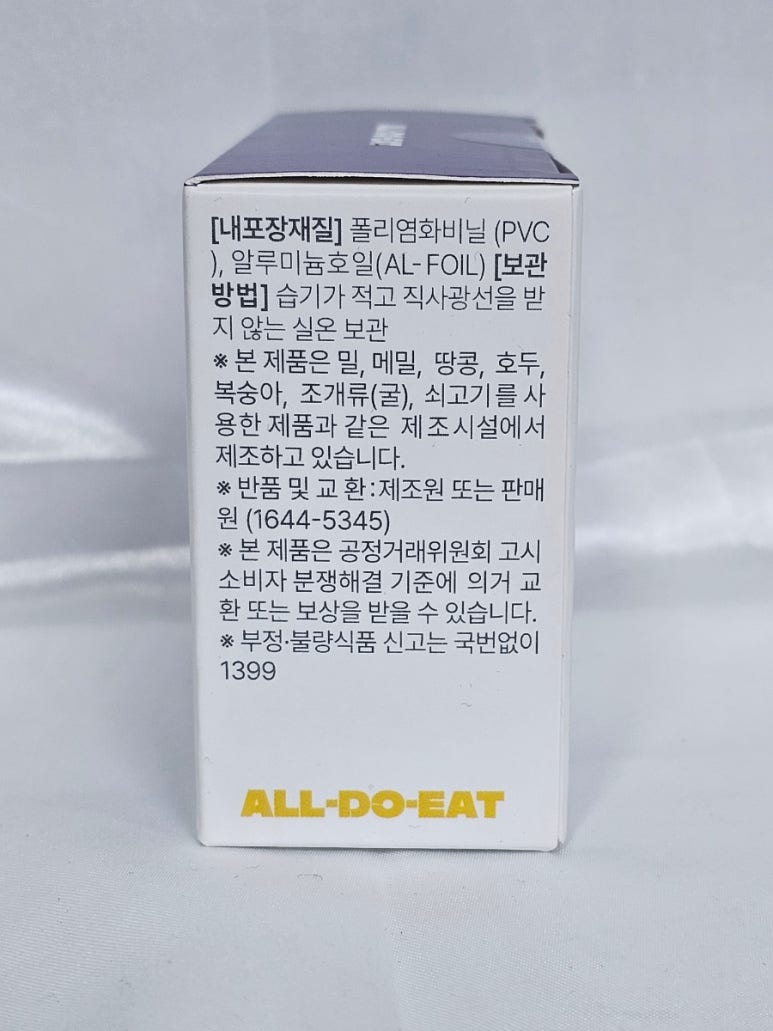 [내포장재질] 폴리염화비닐 (PVC
), 알루미늄호일(AL-FOIL) [보관
방법] 습기가 적고 직사광선을 받
지 않는 실온 보관
※ 본 제품은 밀, 메밀, 땅콩, 호두,
복숭아, 조개류(굴), 쇠고기를 사
용한 제품과 같은 제조시설에서
제조하고 있습니다.
※ 반품 및 교 환:제조원 또는 판매
원 (1644-5345)
※ 본 제품은 공정거래위원회 고시
소비자 분쟁해결 기준에 의거 교
환 또는 보상을 받을 수 있습니다.
※ 부정·불량식품 신고는 국번없이
1399
ALL-DO-EAT